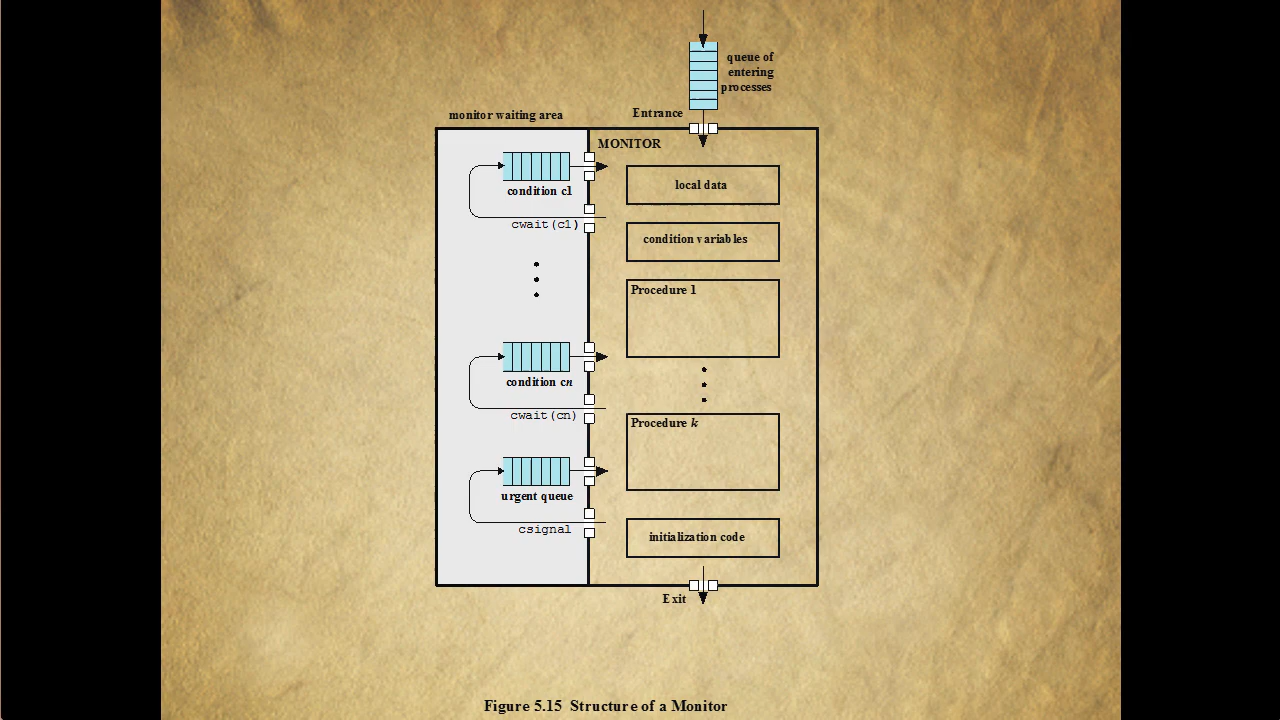 queue of
entering
processes
Entrance
monitor waiting area
MONITOR
condition c1
cwait(c1)
local data
condition variables
Procedure 1
condition cn
cwait(cn)
Procedure k
urgent queue
csignal
initialization code
Exit
Figure 5.15 Structure of a Monitor